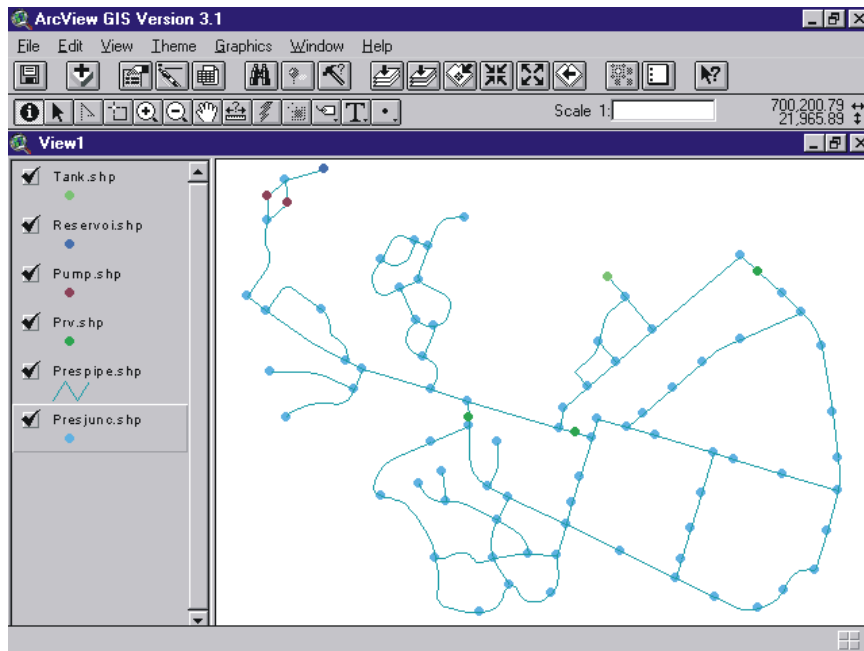 ArcView GIS Version 3.1
File Edit View Theme Graphics Window Help
Scale 1:
700,200.79
21,965.89
View1
Tank.shp
Reservoi.shp
Pump.shp
Prv.shp
Prespipe.shp
Presjunc.shp